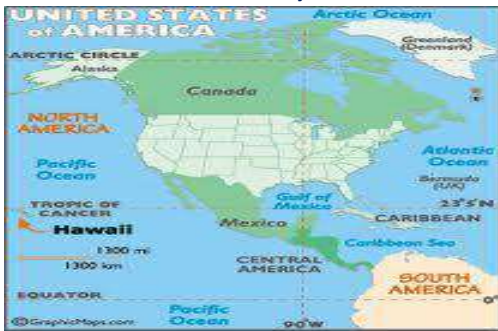 UNITED STATES
of AMERICA
Arctic Ocean
Greenland
(Denmark)
ARCTIC CIRCLE
Alaska
Canada
NORTH
AMERICA
Pacific
Ocean
Atlantic
Ocean
Bermuda
(UK)
Gulf of
Mexico
TROPIC OF
CANCER
23°5'N
Hawaii
Mexico
CARIBBEAN
Caribbean Sea
1300 mi
1300 km
CENTRAL
AMERICA
SOUTH
AMERICA
EQUATOR
0°
Pacific
Ocean
©GraphicMaps.com
90°W